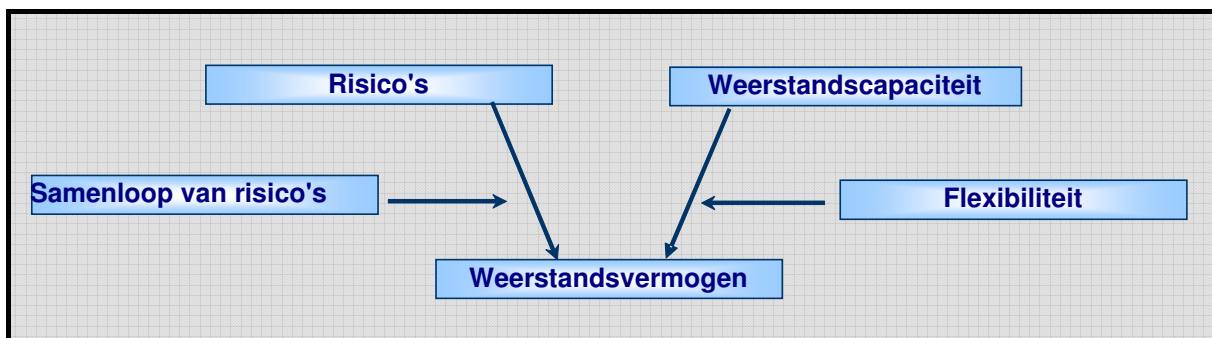 Risico's
Weerstandscapaciteit
Samenloop van risico's
Flexibiliteit
Weerstandsvermogen